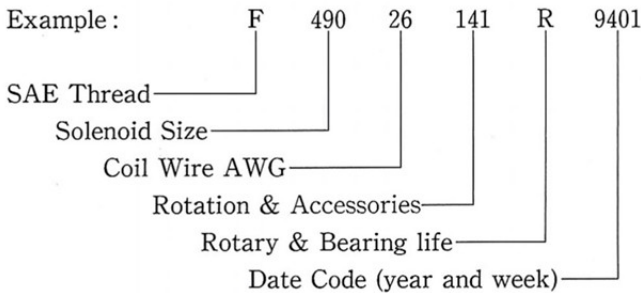 Example: F 490 26 141 R 9401
SAE Thread
Solenoid Size
Coil Wire AWG
Rotation & Accessories
Rotary & Bearing life
Date Code (year and week)